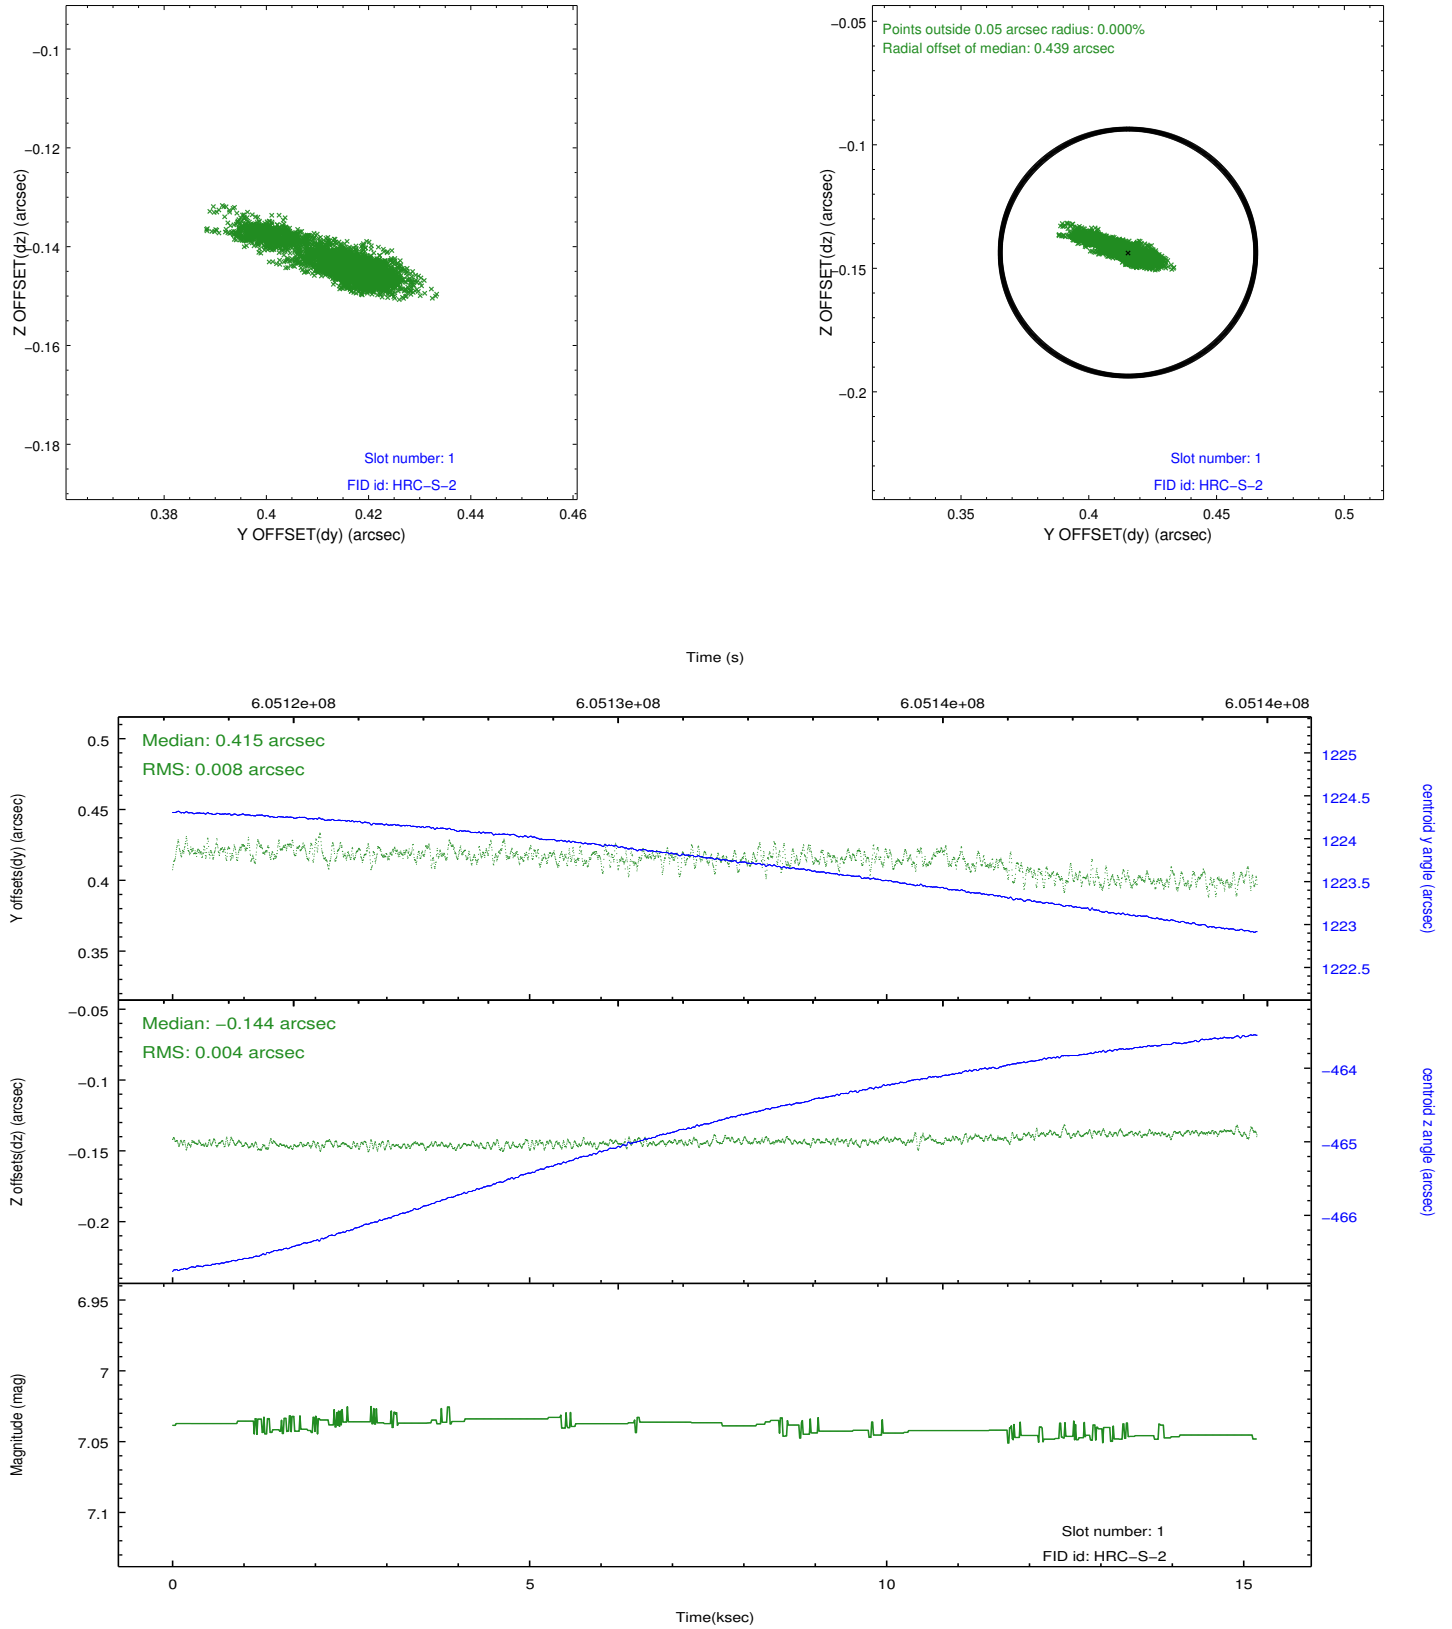 −0.1
−0.12
−0.14
−0.16
−0.18
Z OFFSET(dz) (arcsec)
Slot number: 1
FID id: HRC−S−2
0.38
0.4
0.42
0.44
0.46
Y OFFSET(dy) (arcsec)
Points outside 0.05 arcsec radius: 0.000%
Radial offset of median: 0.439 arcsec
−0.05
−0.1
−0.15
−0.2
Z OFFSET(dz) (arcsec)
Slot number: 1
FID id: HRC−S−2
0.35
0.4
0.45
0.5
Y OFFSET(dy) (arcsec)
Time (s)
6.0512e+08
6.0513e+08
6.0514e+08
6.0514e+08
Median: 0.415 arcsec
RMS: 0.008 arcsec
0.5
0.45
0.4
0.35
Y offsets(dy) (arcsec)
1225
1224.5
1224
1223.5
1223
1222.5
centroid y angle (arcsec)
Median: −0.144 arcsec
RMS: 0.004 arcsec
−0.05
−0.1
−0.15
−0.2
Z offsets(dz) (arcsec)
−464
−465
−466
centroid z angle (arcsec)
6.95
7
7.05
7.1
Magnitude (mag)
Slot number: 1
FID id: HRC−S−2
0
5
10
15
Time(ksec)